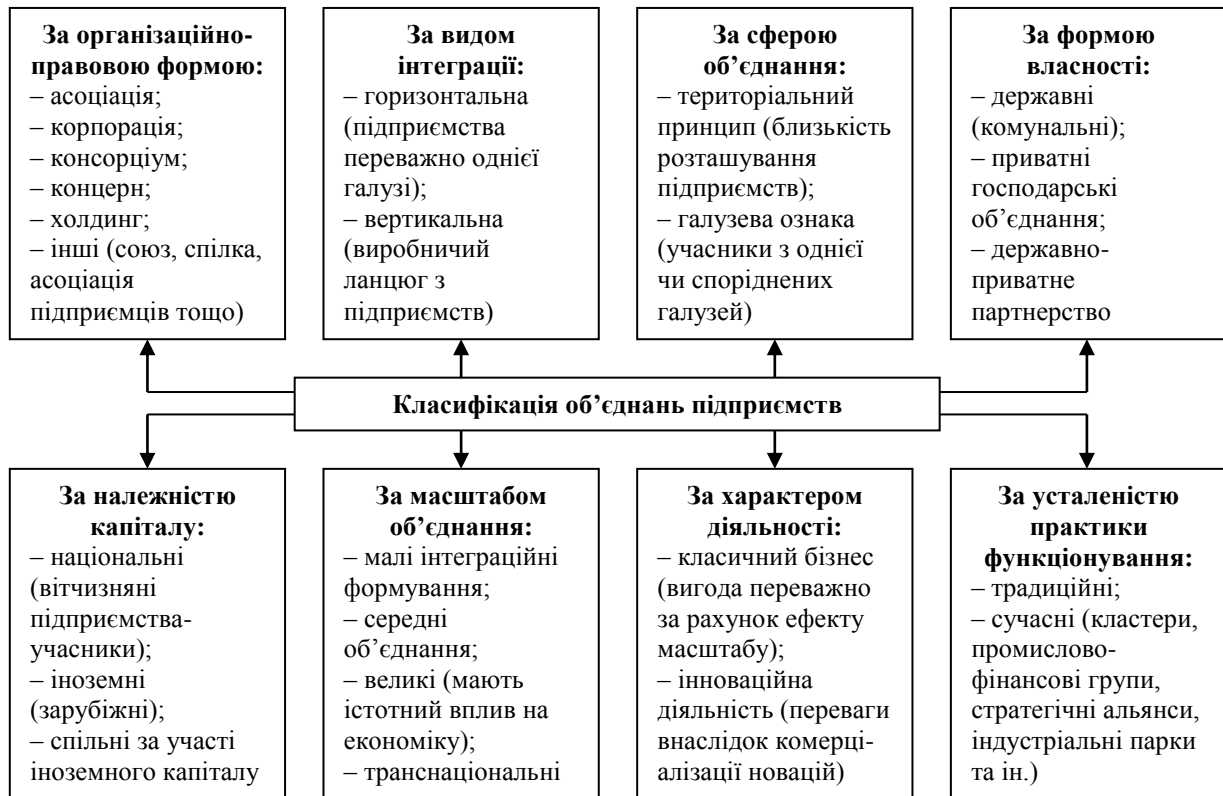 За організаційно-
правовою формою:
– асоціація;
– корпорація;
– консорціум;
– концерн;
– холдинг;
– інші (союз, спілка,
асоціація
підприємців тощо)
За видом
інтеграції:
– горизонтальна
(підприємства
переважно однієї
галузі);
– вертикальна
(виробничий
ланцюг з
підприємств)
За сферою
об’єднання:
– територіальний
принцип (близькість
розташування
підприємств);
– галузева ознака
(учасники з однієї
чи споріднених
галузей)
За формою
власності:
– державні
(комунальні);
– приватні
господарські
об’єднання;
– державно-
приватне
партнерство
Класифікація об’єднань підприємств
За належністю
капіталу:
– національні
(вітчизняні
підприємства-
учасники);
– іноземні
(зарубіжні);
– спільні за участі
іноземного капіталу
За масштабом
об’єднання:
– малі інтеграційні
формування;
– середні
об’єднання;
– великі (мають
істотний вплив на
економіку);
– транснаціональні
За характером
діяльності:
– класичний бізнес
(вигода переважно
за рахунок ефекту
масштабу);
– інноваційна
діяльність (переваги
внаслідок комерці-
алізації новацій)
За усталеністю
практики
функціонування:
– традиційні;
– сучасні (кластери,
промислово-
фінансові групи,
стратегічні альянси,
індустріальні парки
та ін.)